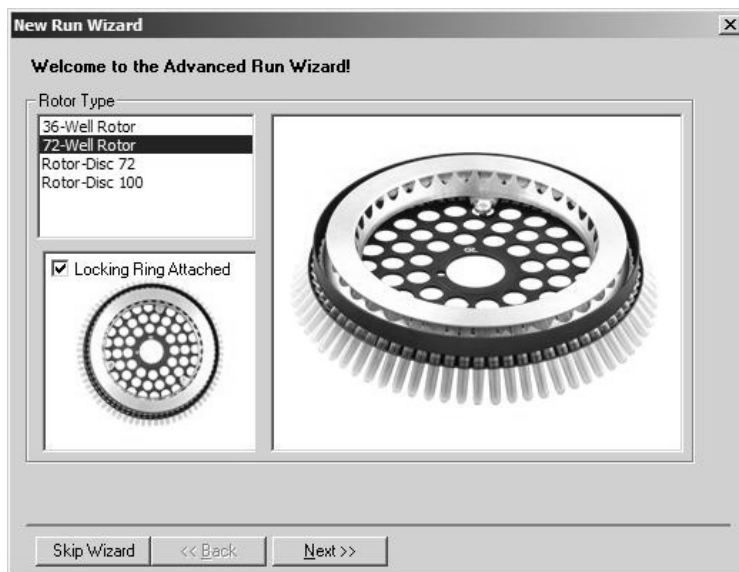 New Run Wizard
Welcome to the Advanced Run Wizard!
Rotor Type
36-Well Rotor
72-Well Rotor
Rotor-Disc 72
Rotor-Disc 100
Locking Ring Attached
Skip Wizard
<< Back
Next >>